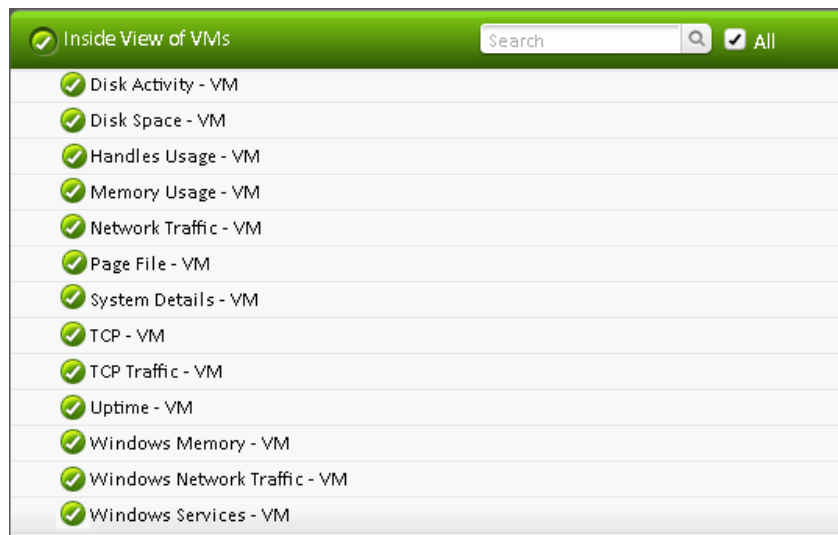 Inside View of VMs
Search
All
Disk Activity - VM
Disk Space - VM
Handles Usage - VM
Memory Usage - VM
Network Traffic - VM
Page File - VM
System Details - VM
TCP - VM
TCP Traffic - VM
Uptime - VM
Windows Memory - VM
Windows Network Traffic - VM
Windows Services - VM